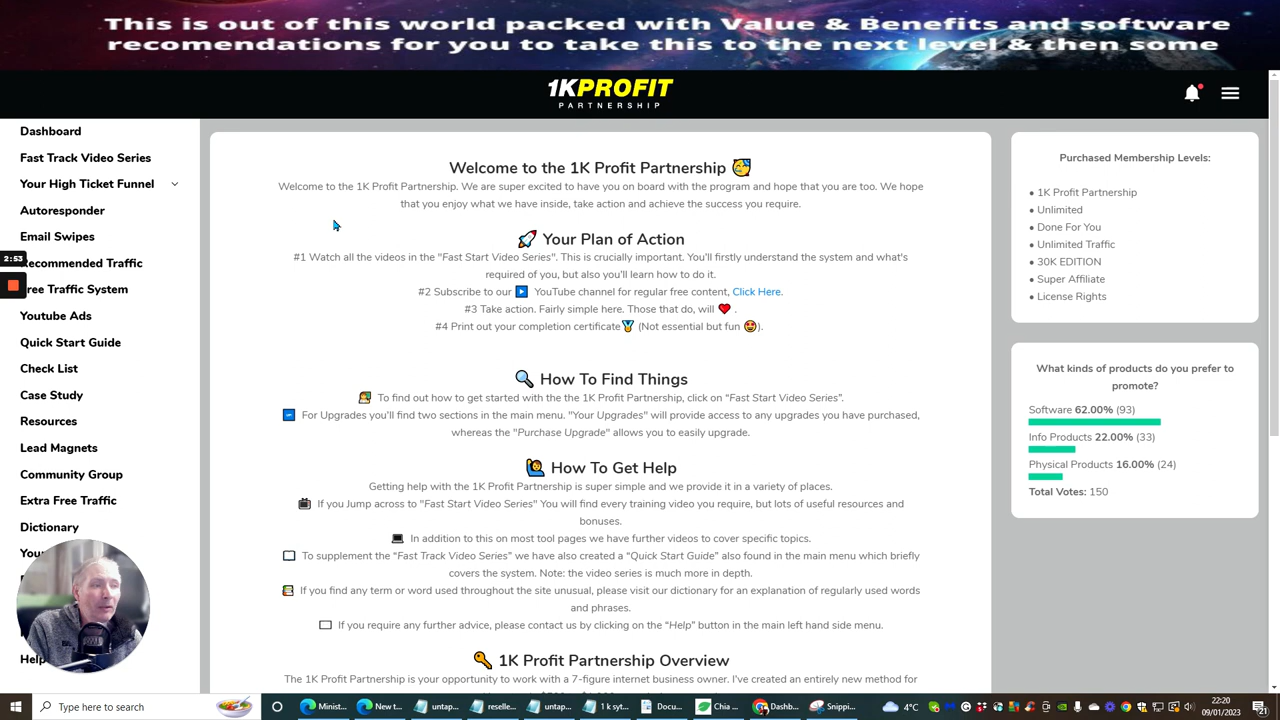 This is out of this world packed with Value & Benefits and software
recomendations for you to take this to the next level & then some
1KPROFIT
PARTNERSHIP
Dashboard
Fast Track Video Series
Your High Ticket Funnel
Autoresponder
Email Swipes
2:53
Recommended Traffic
Free Traffic System
Youtube Ads
Quick Start Guide
Check List
Case Study
Resources
Lead Magnets
Community Group
Extra Free Traffic
Dictionary
Help
Welcome to the 1K Profit Partnership
Welcome to the 1K Profit Partnership. We are super excited to have you on board with the program and hope that you are too. We hope
that you enjoy what we have inside, take action and achieve the success you require.
Your Plan of Action
#1 Watch all the videos in the "Fast Start Video Series". This is crucially important. You'll firstly understand the system and what's
required of you, but also you'll learn how to do it.
#2 Subscribe to our YouTube channel for regular free content, Click Here.
#3 Take action. Fairly simple here. Those that do, will .
#4 Print out your completion certificate (Not essential but fun ).
How To Find Things
To find out how to get started with the the 1K Profit Partnership, click on “Fast Start Video Series”.
For Upgrades you'll find two sections in the main menu. "Your Upgrades" will provide access to any upgrades you have purchased,
whereas the "Purchase Upgrade" allows you to easily upgrade.
How To Get Help
Getting help with the 1K Profit Partnership is super simple and we provide it in a variety of places.
If you Jump across to "Fast Start Video Series" You will find every training video you require, but lots of useful resources and
bonuses.
In addition to this on most tool pages we have further videos to cover specific topics.
To supplement the “Fast Track Video Series” we have also created a “Quick Start Guide” also found in the main menu which briefly
covers the system. Note: the video series is much more in depth.
If you find any term or word used throughout the site unusual, please visit our dictionary for an explanation of regularly used words
and phrases.
If you require any further advice, please contact us by clicking on the “Help” button in the main left hand side menu.
1K Profit Partnership Overview
The 1K Profit Partnership is your opportunity to work with a 7-figure internet business owner. I've created an entirely new method for
Purchased Membership Levels:
• 1K Profit Partnership
• Unlimited
• Done For You
• Unlimited Traffic
• 30K EDITION
• Super Affiliate
• License Rights
What kinds of products do you prefer to
promote?
Software 62.00% (93)
Info Products 22.00% (33)
Physical Products 16.00% (24)
Total Votes: 150
Type here to search
Minist...
New t...
untap...
reselle...
untap...
1 k syt...
Docu...
Chia ...
Dashb...
Snippi...
4°C
22:20
09/01/2023